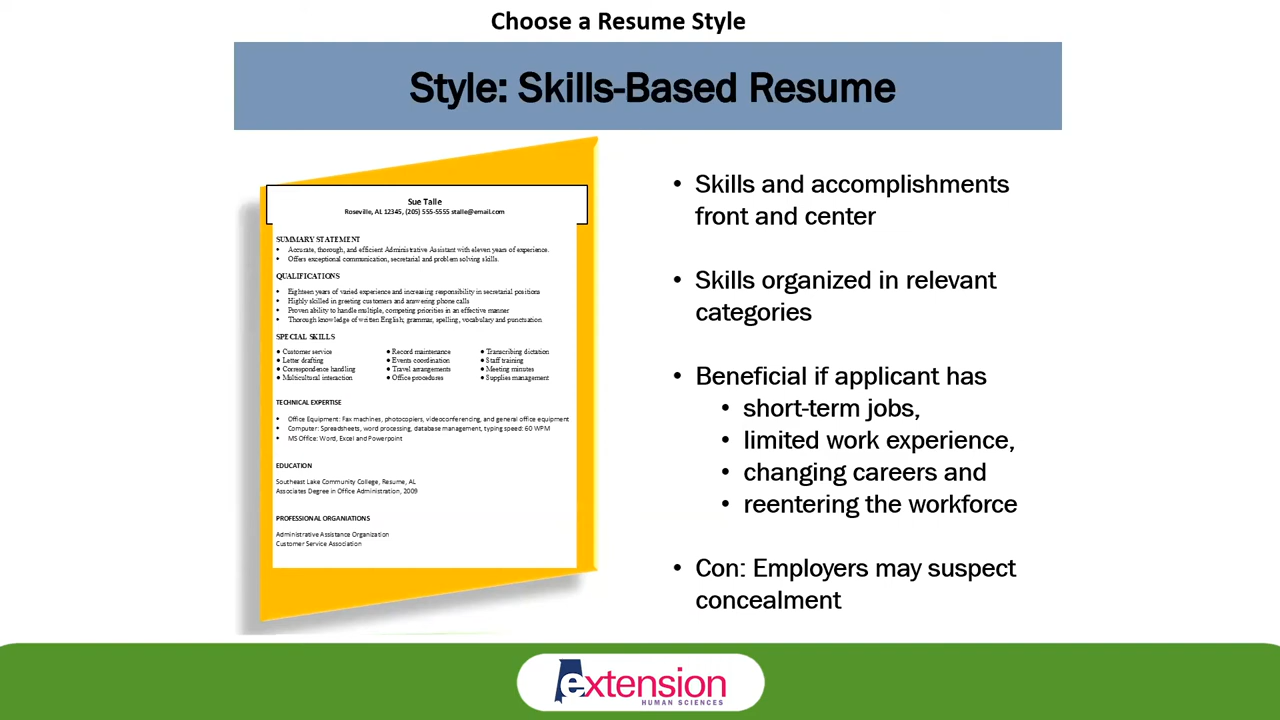 Choose a Resume Style
Style: Skills-Based Resume
Sue Talle
Roseville, AL 12345, (205) 555-5555 stalle@email.com
SUMMARY STATEMENT
• Accurate, thorough, and efficient Administrative Assistant with eleven years of experience.
• Offers exceptional communication, secretarial and problem solving skills.
QUALIFICATIONS
• Eighteen years of varied experience and increasing responsibility in secretarial positions
• Highly skilled in greeting customers and answering phone calls
• Proven ability to handle multiple, competing priorities in an effective manner
• Thorough knowledge of written English; grammar, spelling, vocabulary and punctuation
SPECIAL SKILLS
● Customer service ● Record maintenance ● Transcribing dictation
● Letter drafting ● Events coordination ● Staff training
● Correspondence handling ● Travel arrangements ● Meeting minutes
● Multicultural interaction ● Office procedures ● Supplies management
TECHNICAL EXPERTISE
• Office Equipment: Fax machines, photocopiers, videoconferencing, and general office equipment
• Computer: Spreadsheets, word processing, database management, typing speed: 60 WPM
• MS Office: Word, Excel and Powerpoint
EDUCATION
Southeast Lake Community College, Resume, AL
Associates Degree in Office Administration, 2009
PROFESSIONAL ORGANIATIONS
Administrative Assistance Organization
Customer Service Association
• Skills and accomplishments
front and center
• Skills organized in relevant
categories
• Beneficial if applicant has
• short-term jobs,
• limited work experience,
• changing careers and
• reentering the workforce
• Con: Employers may suspect
concealment
extension
HUMAN SCIENCES